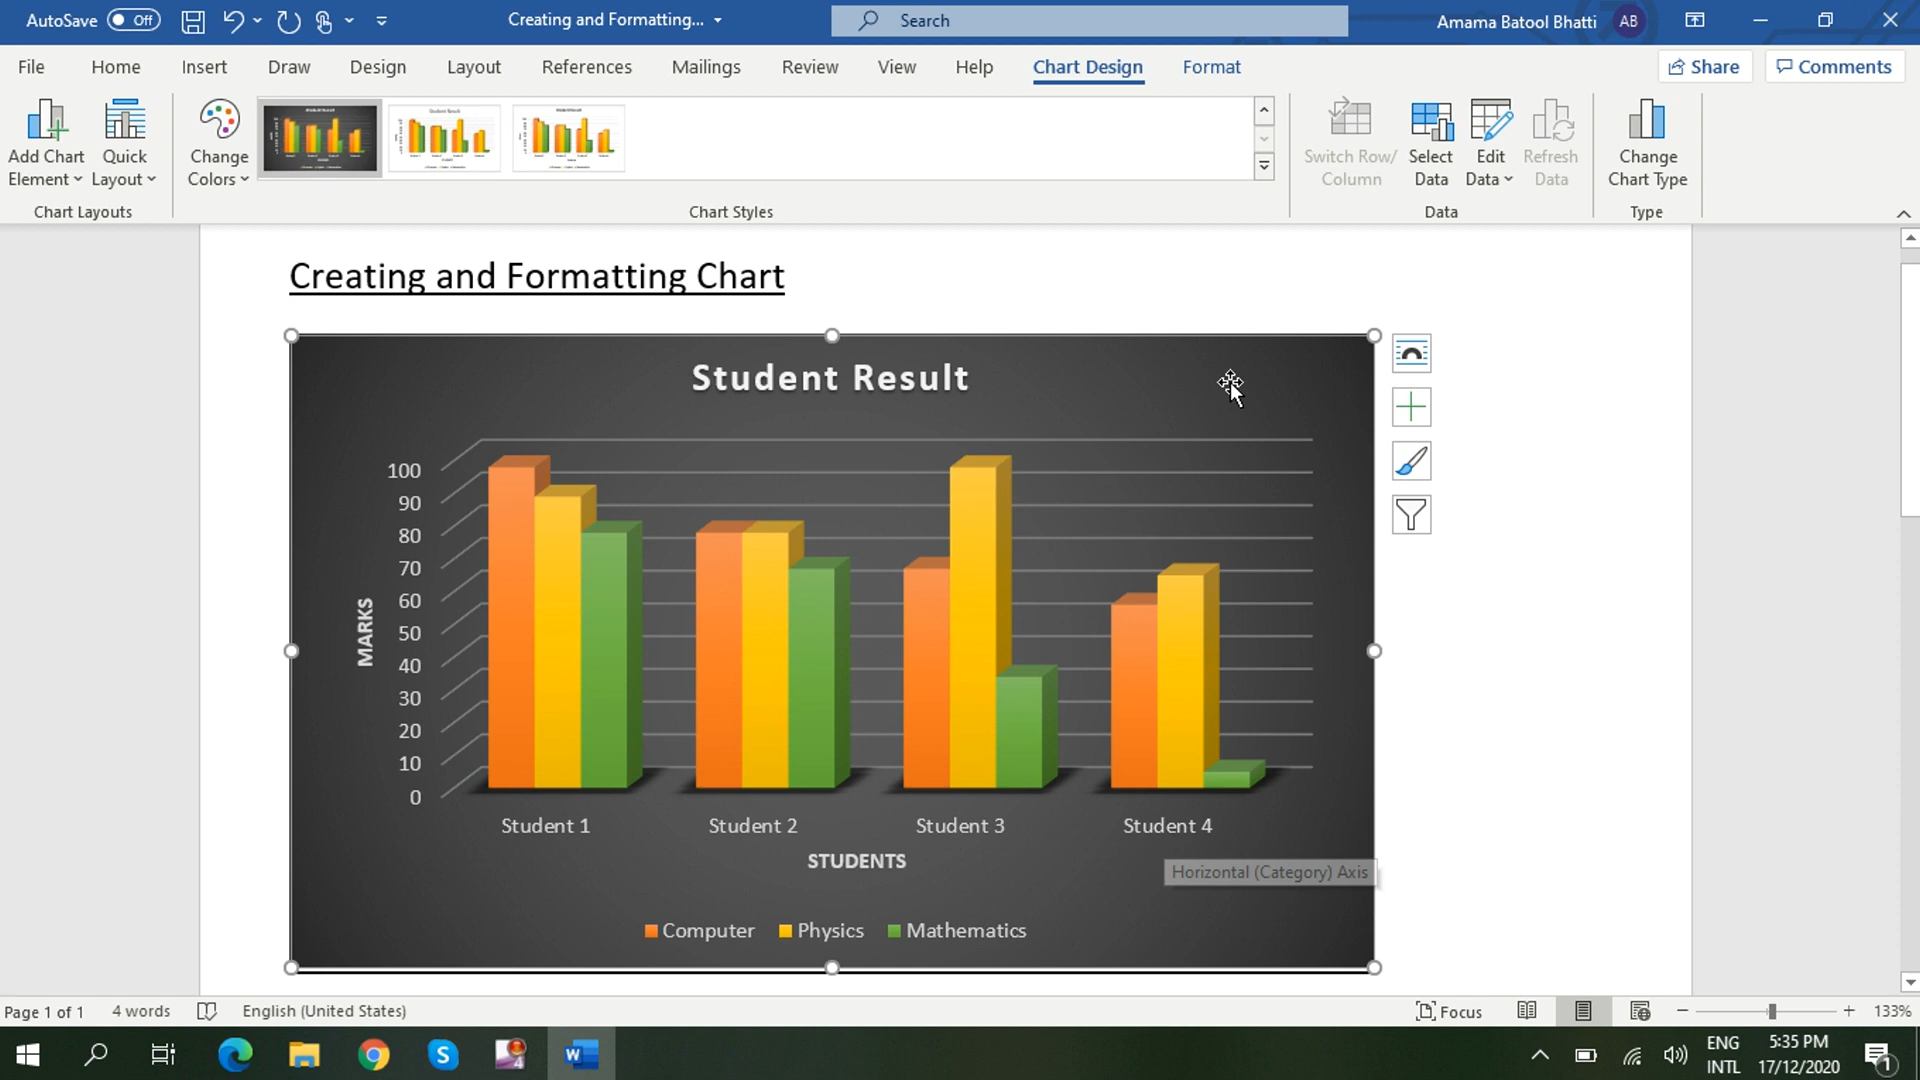 AutoSave Off
Creating and Formatting...
Search
Amama Batool Bhatti AB
File Home Insert Draw Design Layout References Mailings Review View Help Chart Design Format Share Comments
Add Chart Element
Quick Layout
Change Colors
Switch Row/ Column
Select Data
Edit Data
Refresh Data
Change Chart Type
Chart Layouts
Chart Styles
Data
Type
Creating and Formatting Chart
Student Result
100
90
80
70
60
50
40
30
20
10
0
MARKS
Student 1 Student 2 Student 3 Student 4
STUDENTS
Horizontal (Category) Axis
Computer Physics Mathematics
Page 1 of 1 4 words English (United States) Focus 133%
ENG 5:35 PM
INTL 17/12/2020
4
W
1